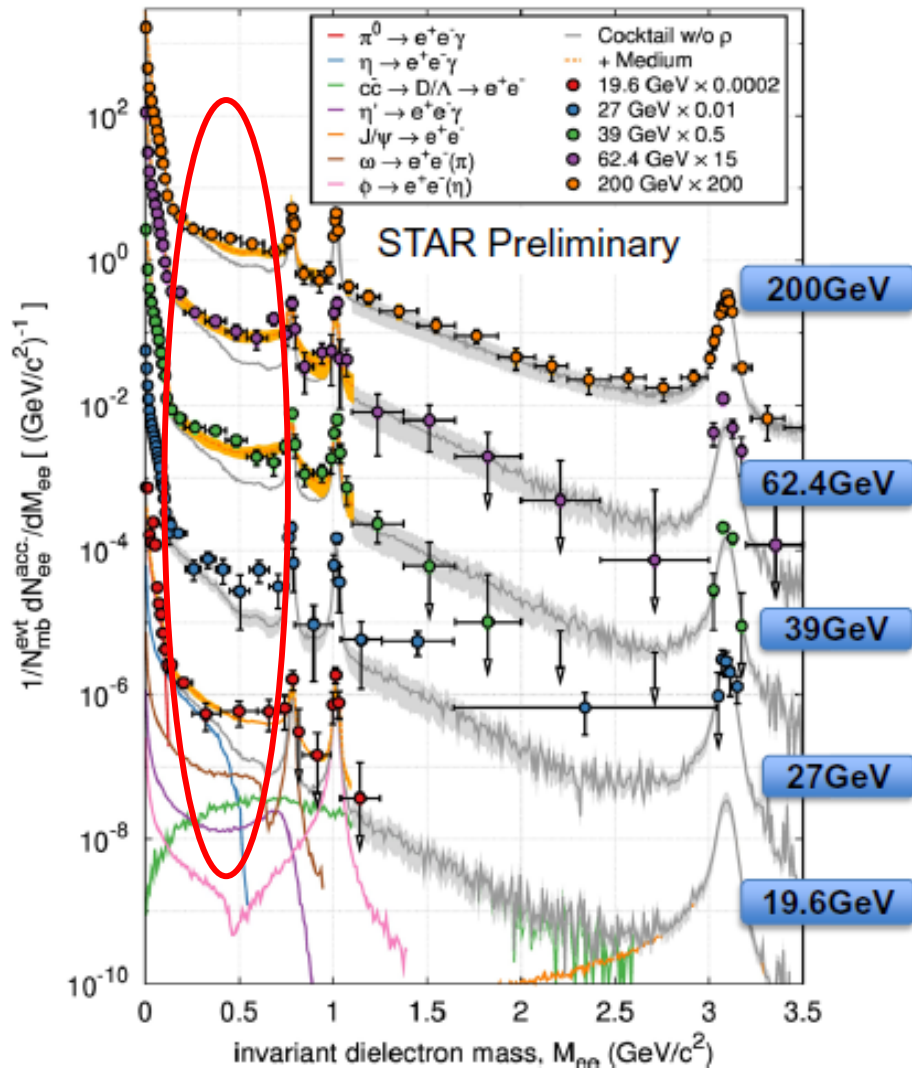 π⁰ → e⁺e⁻γ
η → e⁺e⁻γ
cc̄ → D/Λ → e⁺e⁻
η' → e⁺e⁻γ
J/ψ → e⁺e⁻
ω → e⁺e⁻(π)
ϕ → e⁺e⁻(η)
Cocktail w/o ρ
+ Medium
19.6 GeV × 0.0002
27 GeV × 0.01
39 GeV × 0.5
62.4 GeV × 15
200 GeV × 200
STAR Preliminary
200GeV
62.4GeV
39GeV
27GeV
19.6GeV
1/N^evt_mb dN^acc._ee/dM_ee [ (GeV/c²)⁻¹ ]
10²
10⁰
10⁻²
10⁻⁴
10⁻⁶
10⁻⁸
10⁻¹⁰
0 0.5 1 1.5 2 2.5 3 3.5
invariant dielectron mass, M_ee (GeV/c²)